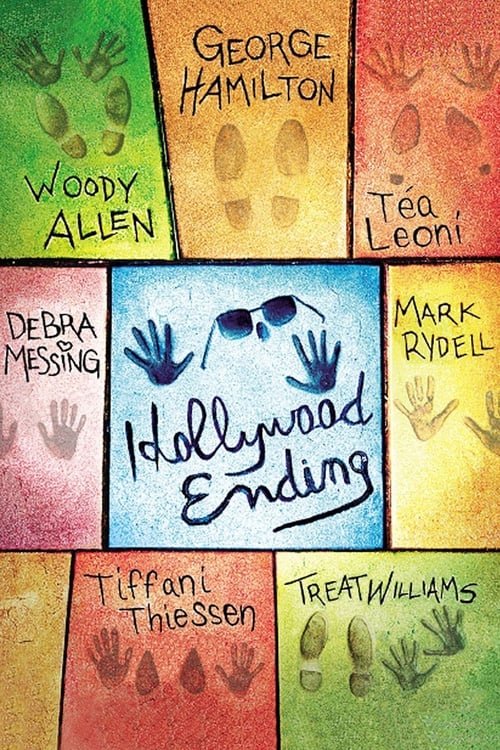 GEORGE
HAMILTON
WOODY
ALLEN
Téa
Leoni
DEBRA
MESSING
MARK
RYDELL
Hollywood
Ending
Tiffani
Thiessen
TREAT WILLIAMS